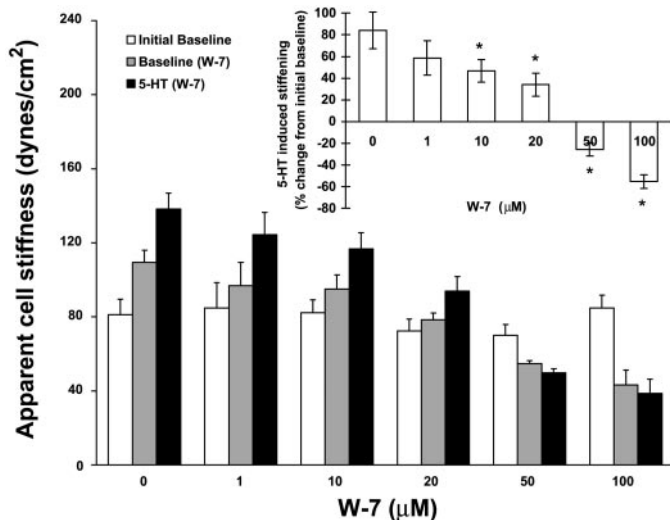 240
200
160
120
80
40
0
Apparent cell stiffness (dynes/cm²)
Initial Baseline
Baseline (W-7)
5-HT (W-7)
0 1 10 20 50 100
W-7 (μM)
5-HT induced stiffening
(% change from initial baseline)
100
80
60
40
20
0
-20
-40
-60
-80
* *
0 1 10 20 50 100
* *
W-7 (μM)